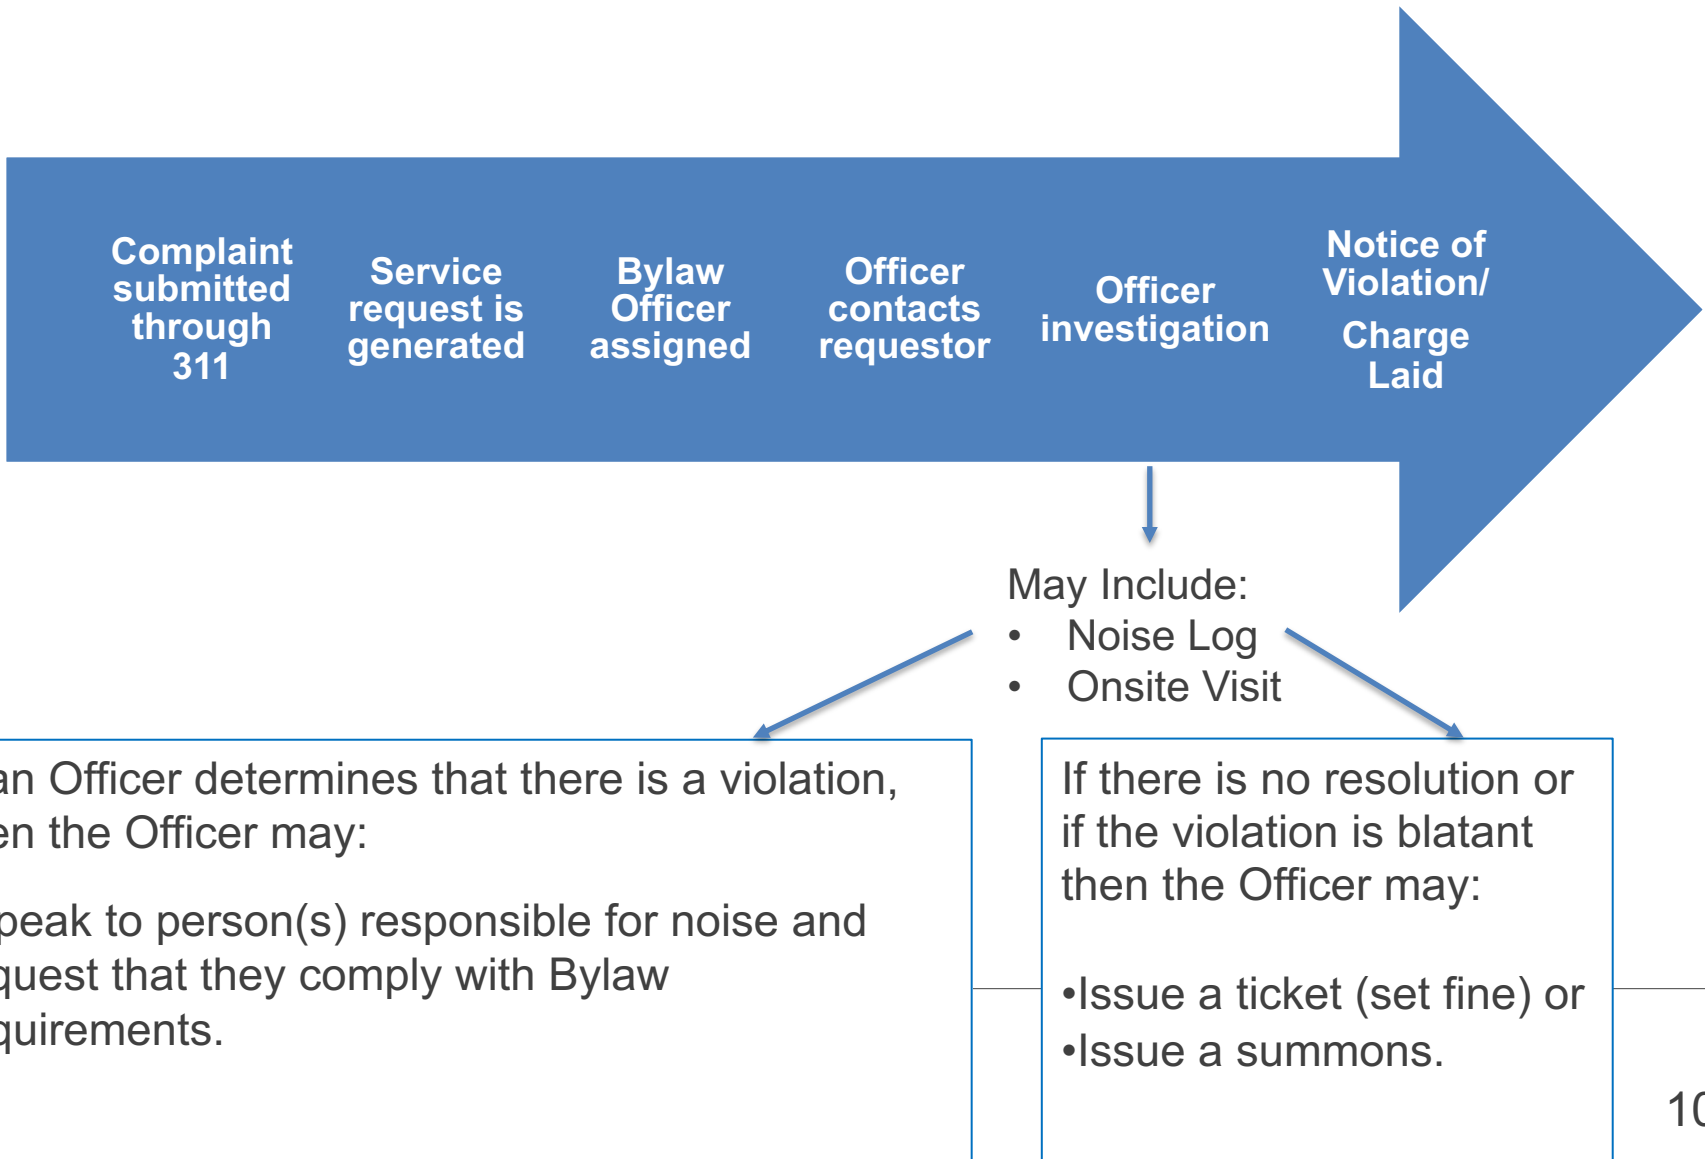 Complaint
submitted
through
311
Service
request is
generated
Bylaw
Officer
assigned
Officer
contacts
requestor
Officer
investigation
Notice of
Violation/
Charge
Laid
May Include:
• Noise Log
• Onsite Visit
an Officer determines that there is a violation,
en the Officer may:
peak to person(s) responsible for noise and
quest that they comply with Bylaw
quirements.
If there is no resolution or
if the violation is blatant
then the Officer may:
•Issue a ticket (set fine) or
•Issue a summons.
10